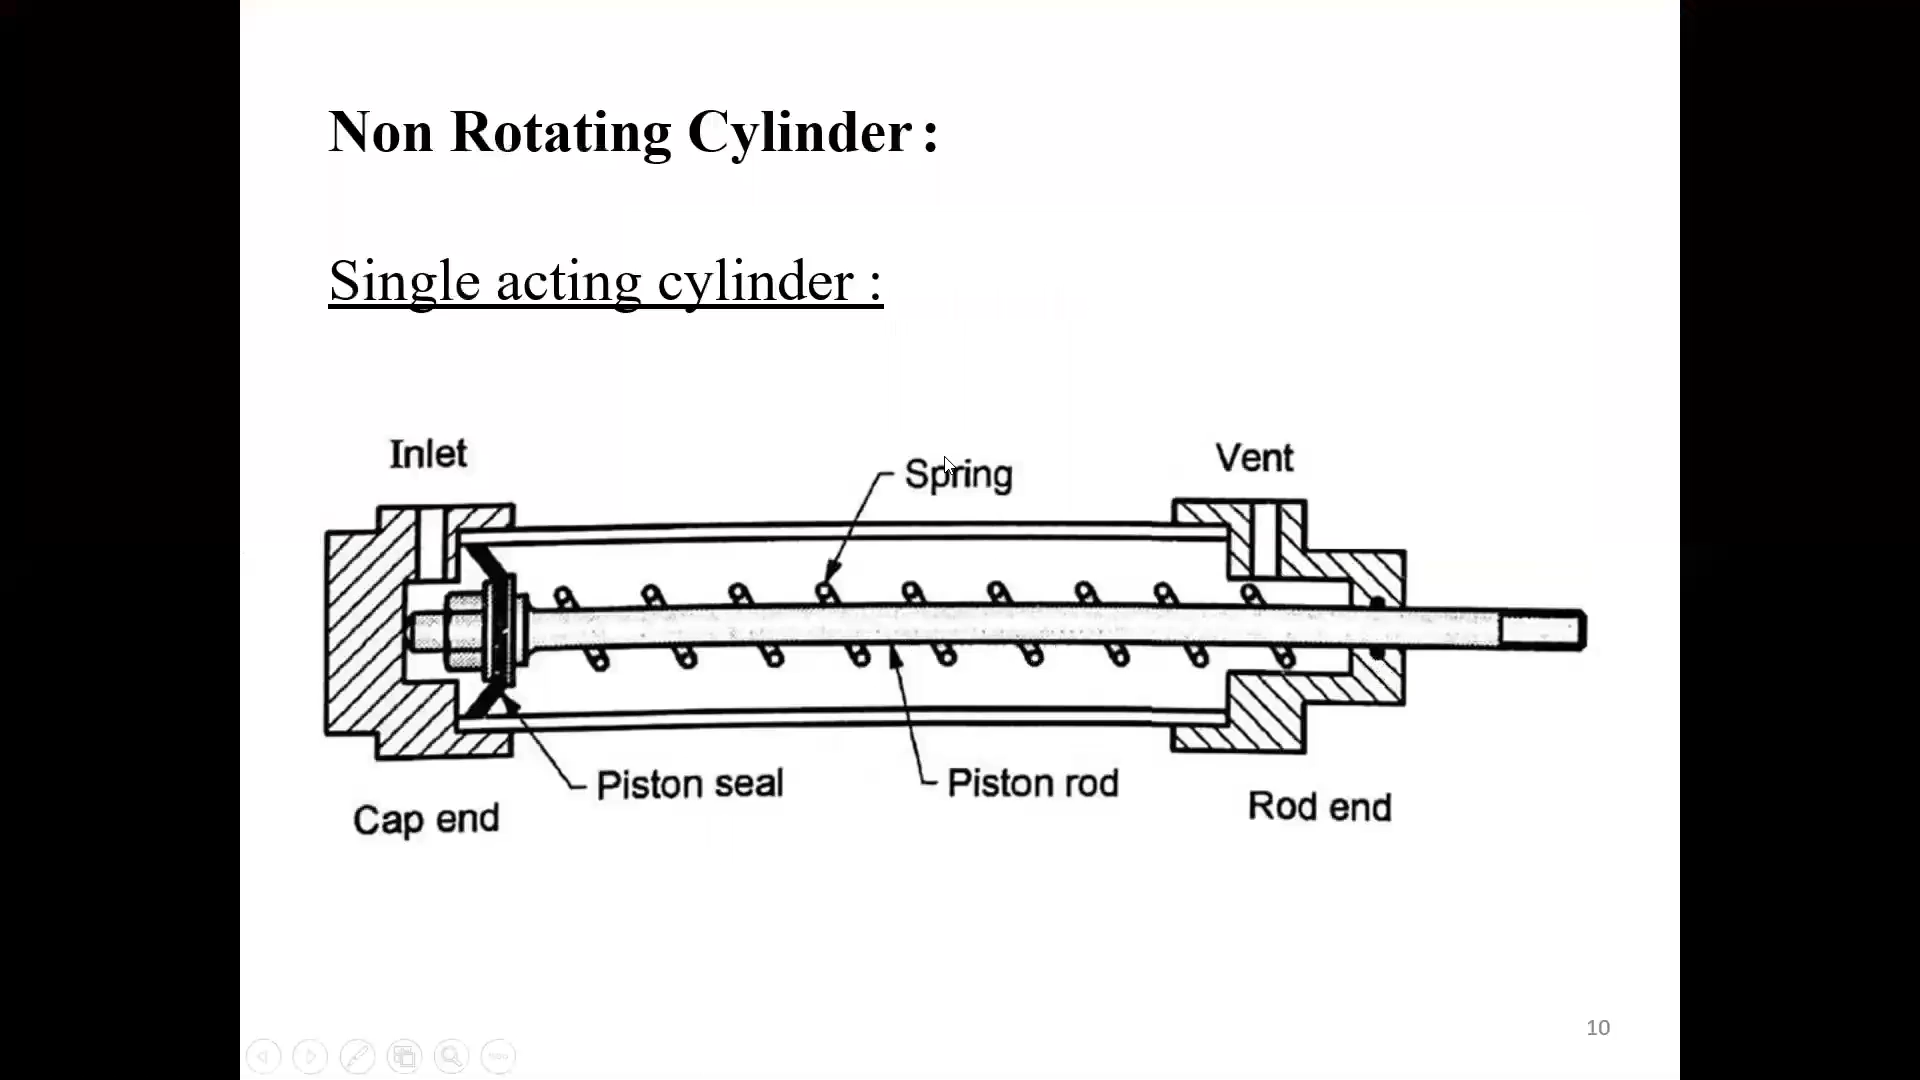 Non Rotating Cylinder :
Single acting cylinder :
Inlet
Spring
Vent
Piston seal
Piston rod
Cap end
Rod end
10